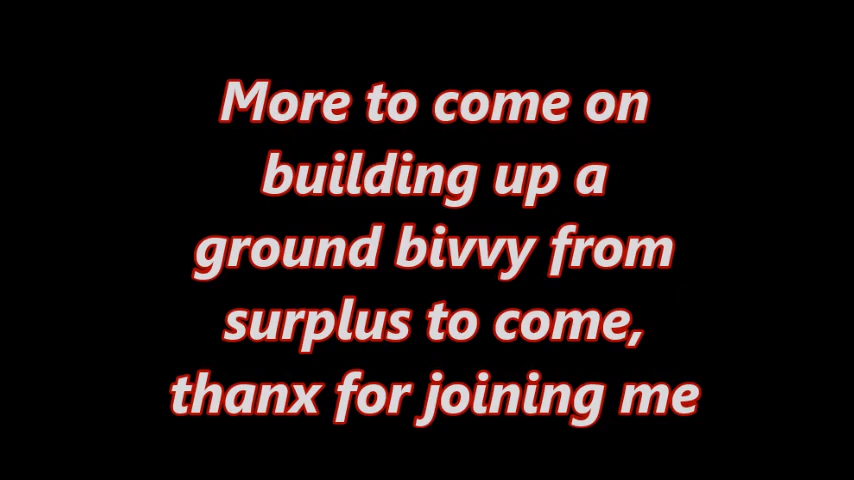 More to come on
building up a
ground bivvy from
surplus to come,
thanx for joining me